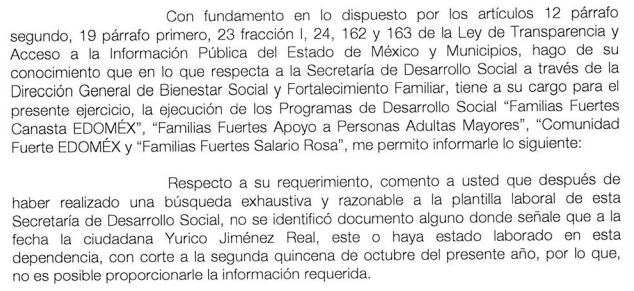 Con fundamento en lo dispuesto por los artículos 12 párrafo
segundo, 19 párrafo primero, 23 fracción I, 24, 162 y 163 de la Ley de Transparencia y
Acceso a la Información Pública del Estado de México y Municipios, hago de su
conocimiento que en lo que respecta a la Secretaría de Desarrollo Social a través de la
Dirección General de Bienestar Social y Fortalecimiento Familiar, tiene a su cargo para el
presente ejercicio, la ejecución de los Programas de Desarrollo Social “Familias Fuertes
Canasta EDOMÉX”, “Familias Fuertes Apoyo a Personas Adultas Mayores”, “Comunidad
Fuerte EDOMÉX y “Familias Fuertes Salario Rosa”, me permito informarle lo siguiente:
Respecto a su requerimiento, comento a usted que después de
haber realizado una búsqueda exhaustiva y razonable a la plantilla laboral de esta
Secretaría de Desarrollo Social, no se identificó documento alguno donde señale que a la
fecha la ciudadana Yurico Jiménez Real, este o haya estado laborado en esta
dependencia, con corte a la segunda quincena de octubre del presente año, por lo que,
no es posible proporcionarle la información requerida.